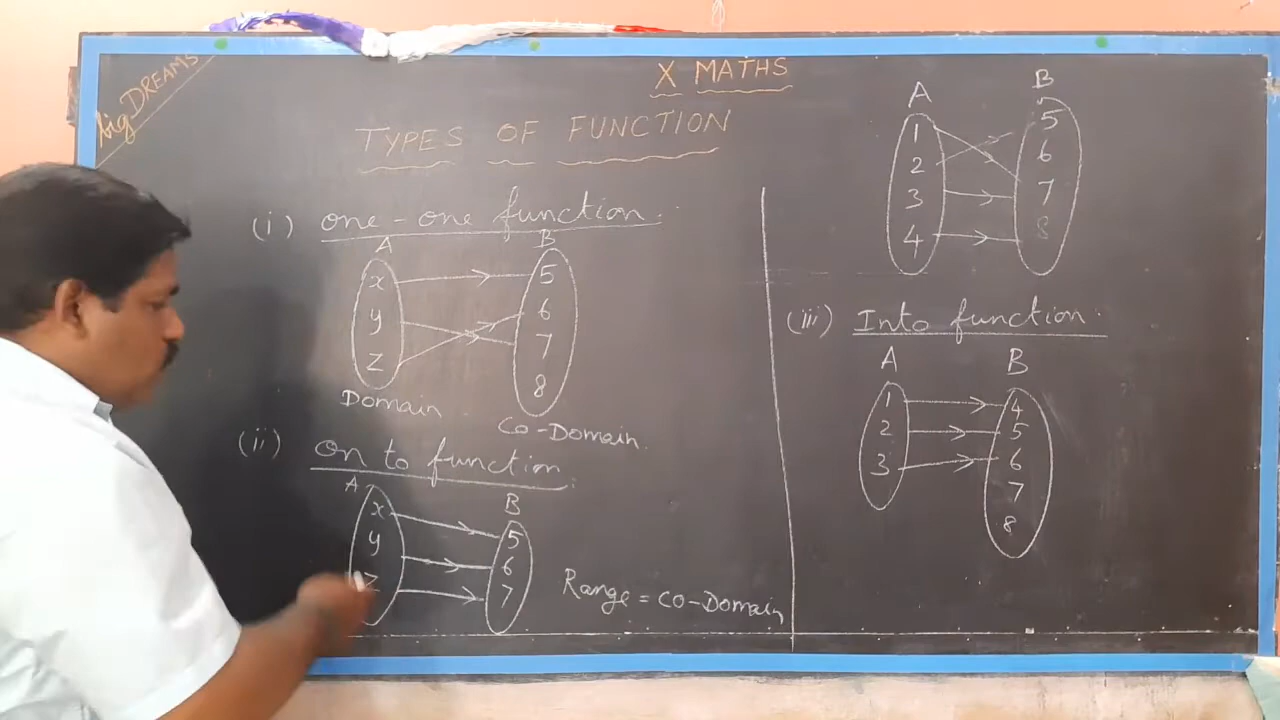 big DREAMS
X MATHS
TYPES OF FUNCTION
(i) one-one function.
A B
x 5
y 6
z 7
8
Domain
Co-Domain.
(ii) On to function.
A B
x 5
y 6
z 7
Range = Co-Domain
A B
1 5
2 6
3 7
4 8
(iii) Into function.
A B
1 4
2 5
3 6
7
8